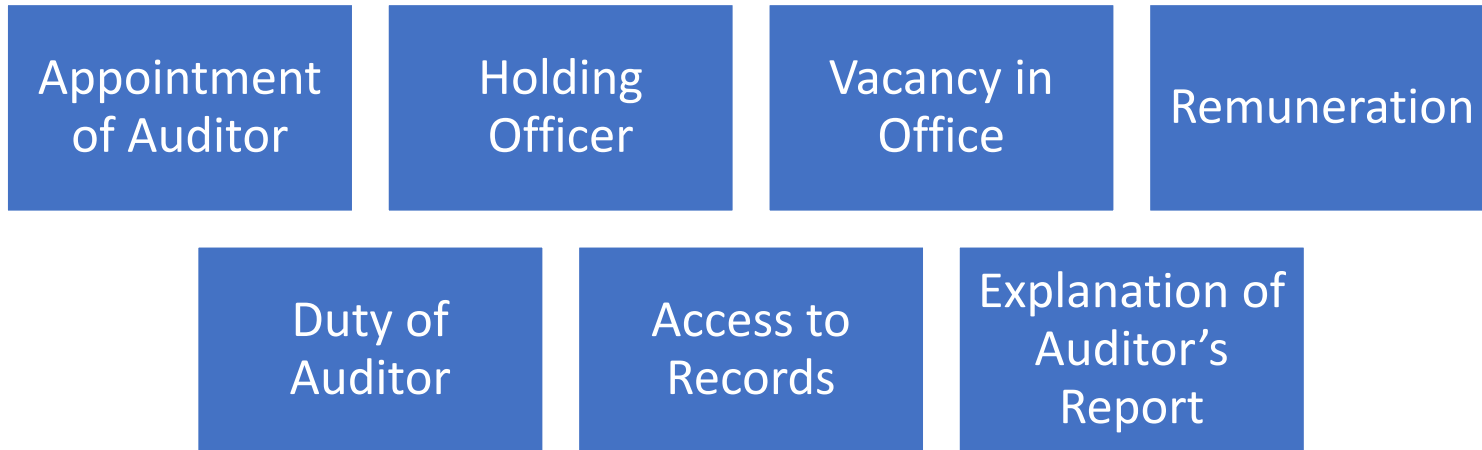 Appointment
of Auditor
Holding
Officer
Vacancy in
Office
Remuneration
Duty of
Auditor
Access to
Records
Explanation of
Auditor’s
Report